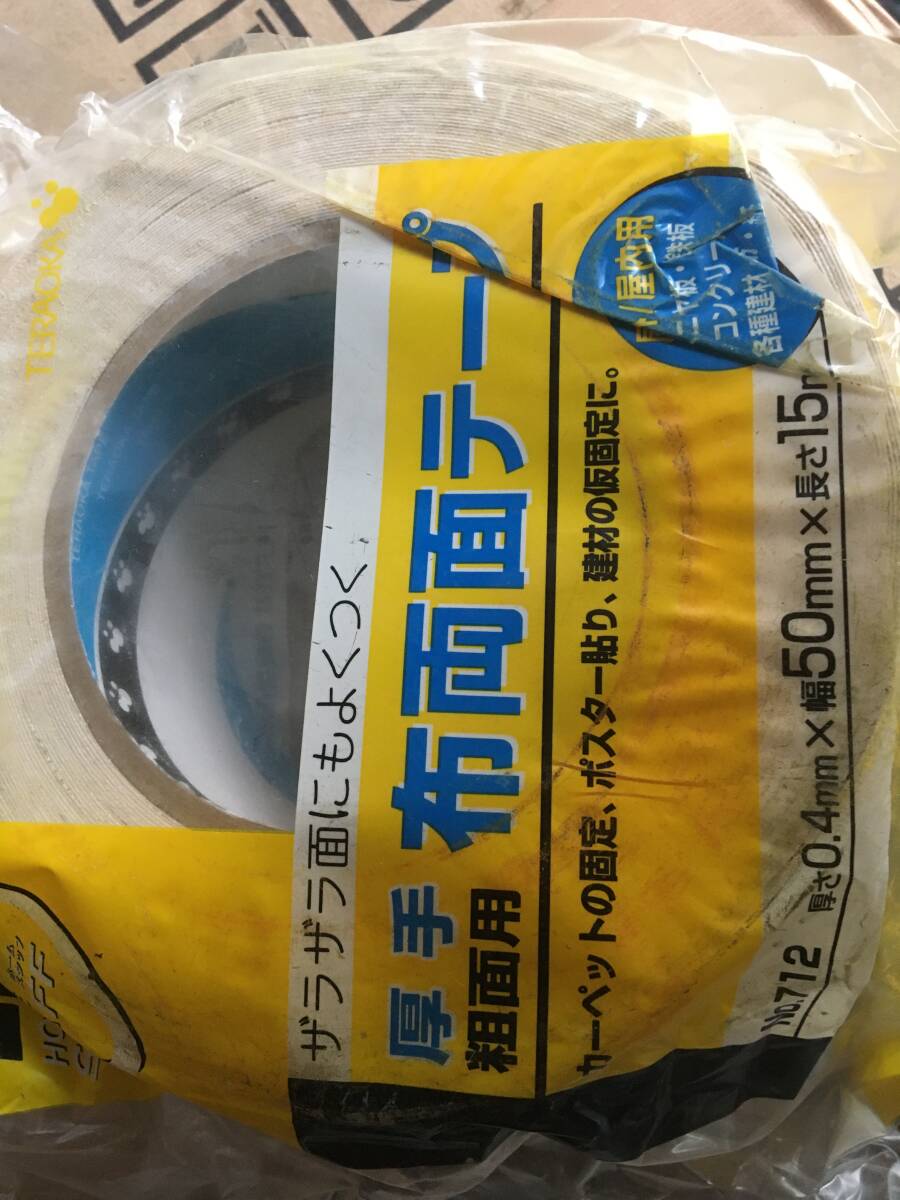 TERAOKA
ザラザラ面にもよくつく
厚手
布両面テープ
粗面用
カーペットの固定、ポスター貼り、建材の仮固定に。
/屋内用
ニヤ板・鉄板
コンクリ
各種建材
No.712
厚さ0.4mm×幅50mm×長さ15m
TERAOKA